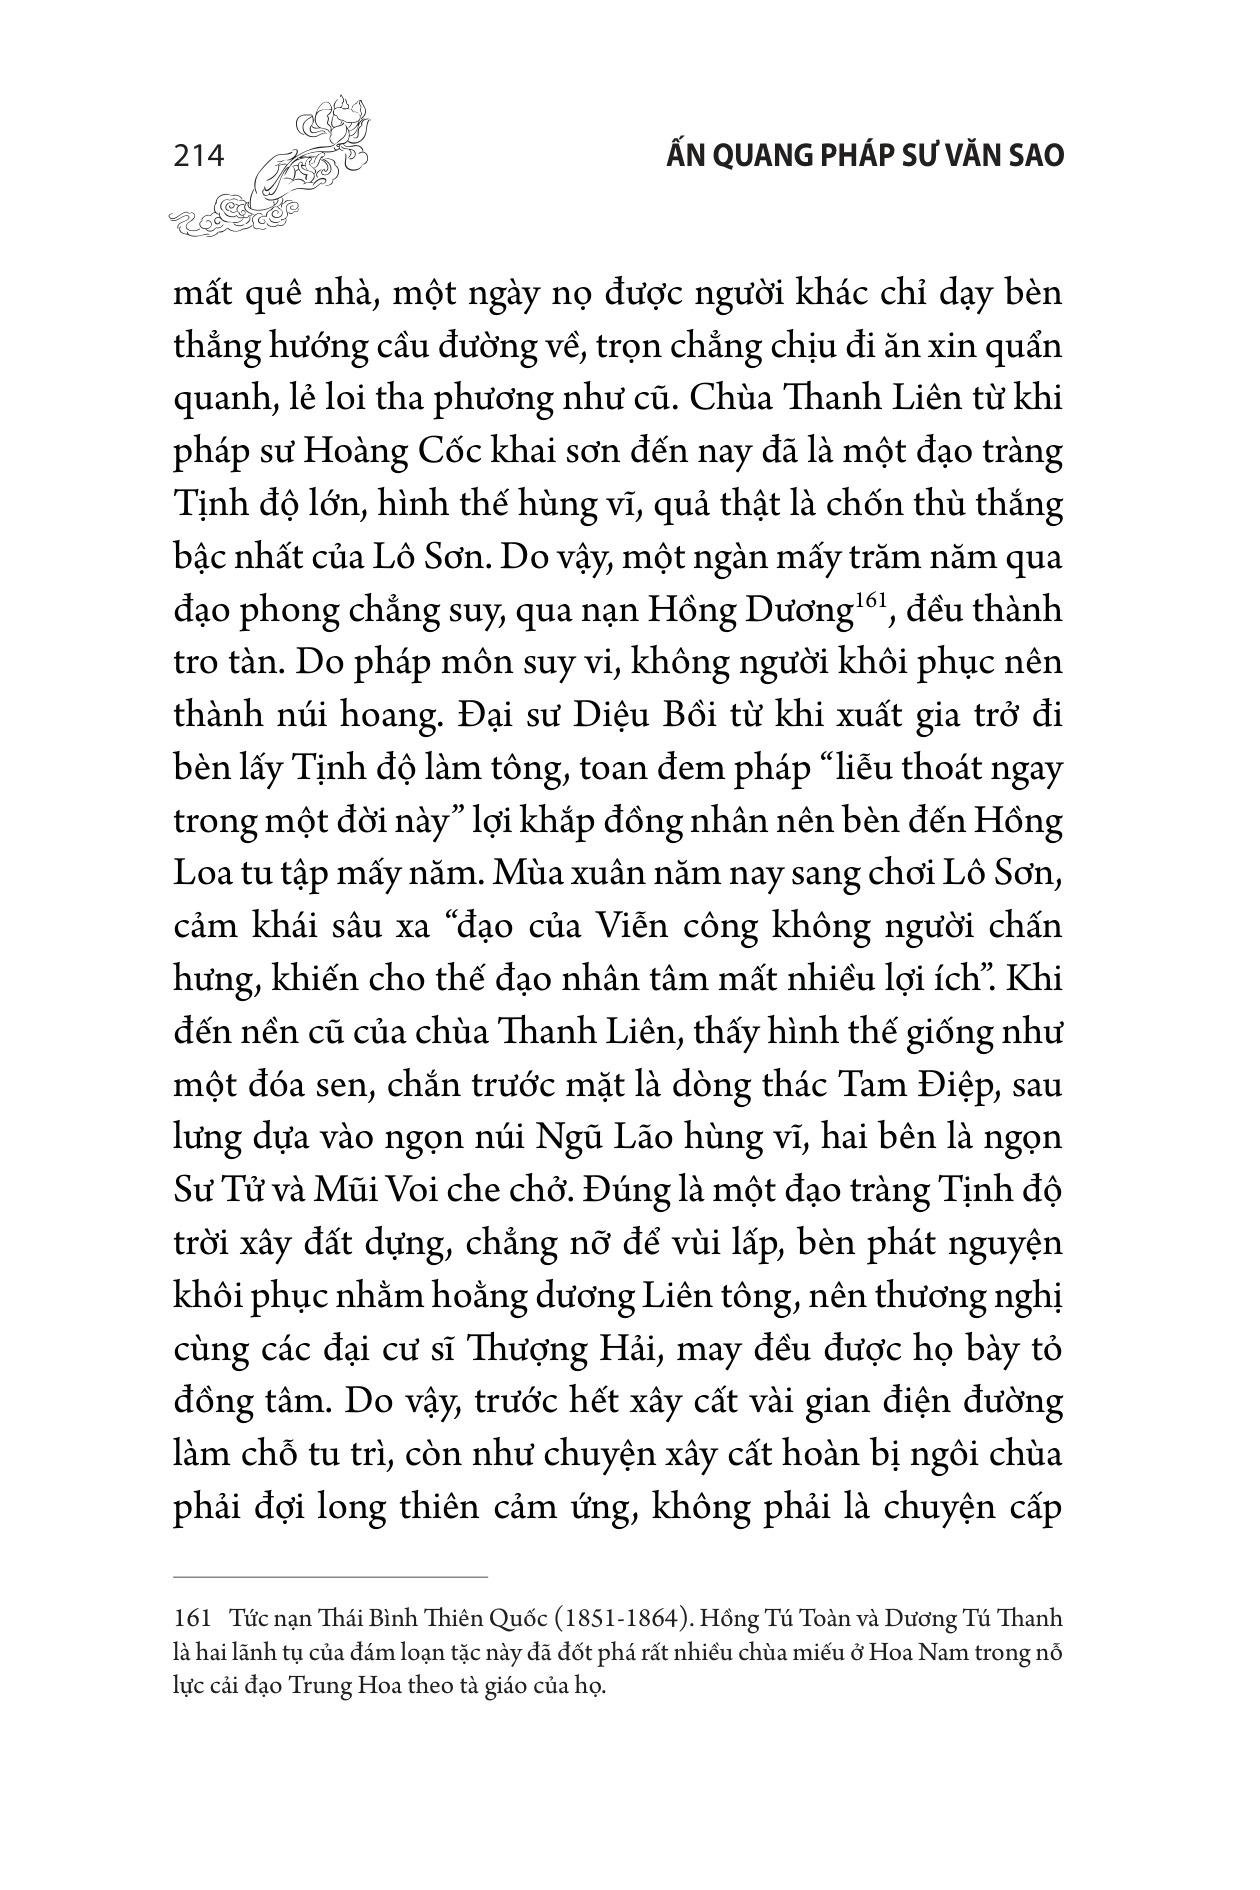 214
ẤN QUANG PHÁP SƯ VĂN SAO
mất quê nhà, một ngày nọ được người khác chỉ dạy bèn
thẳng hướng cầu đường về, trọn chẳng chịu đi ăn xin quẩn
quanh, lẻ loi tha phương như cũ. Chùa Thanh Liên từ khi
pháp sư Hoàng Cốc khai sơn đến nay đã là một đạo tràng
Tịnh độ lớn, hình thế hùng vĩ, quả thật là chốn thù thắng
bậc nhất của Lô Sơn. Do vậy, một ngàn mấy trăm năm qua
đạo phong chẳng suy, qua nạn Hồng Dương161, đều thành
tro tàn. Do pháp môn suy vi, không người khôi phục nên
thành núi hoang. Đại sư Diệu Bồi từ khi xuất gia trở đi
bèn lấy Tịnh độ làm tông, toan đem pháp “liễu thoát ngay
trong một đời này” lợi khắp đồng nhân nên bèn đến Hồng
Loa tu tập mấy năm. Mùa xuân năm nay sang chơi Lô Sơn,
cảm khái sâu xa “đạo của Viễn công không người chấn
hưng, khiến cho thế đạo nhân tâm mất nhiều lợi ích”. Khi
đến nền cũ của chùa Thanh Liên, thấy hình thế giống như
một đóa sen, chắn trước mặt là dòng thác Tam Điệp, sau
lưng dựa vào ngọn núi Ngũ Lão hùng vĩ, hai bên là ngọn
Sư Tử và Mũi Voi che chở. Đúng là một đạo tràng Tịnh độ
trời xây đất dựng, chẳng nỡ để vùi lấp, bèn phát nguyện
khôi phục nhằm hoằng dương Liên tông, nên thương nghị
cùng các đại cư sĩ Thượng Hải, may đều được họ bày tỏ
đồng tâm. Do vậy, trước hết xây cất vài gian điện đường
làm chỗ tu trì, còn như chuyện xây cất hoàn bị ngôi chùa
phải đợi long thiên cảm ứng, không phải là chuyện cấp
161 Tức nạn Thái Bình Thiên Quốc (1851-1864). Hồng Tú Toàn và Dương Tú Thanh
là hai lãnh tụ của đám loạn tặc này đã đốt phá rất nhiều chùa miếu ở Hoa Nam trong nỗ
lực cải đạo Trung Hoa theo tà giáo của họ.